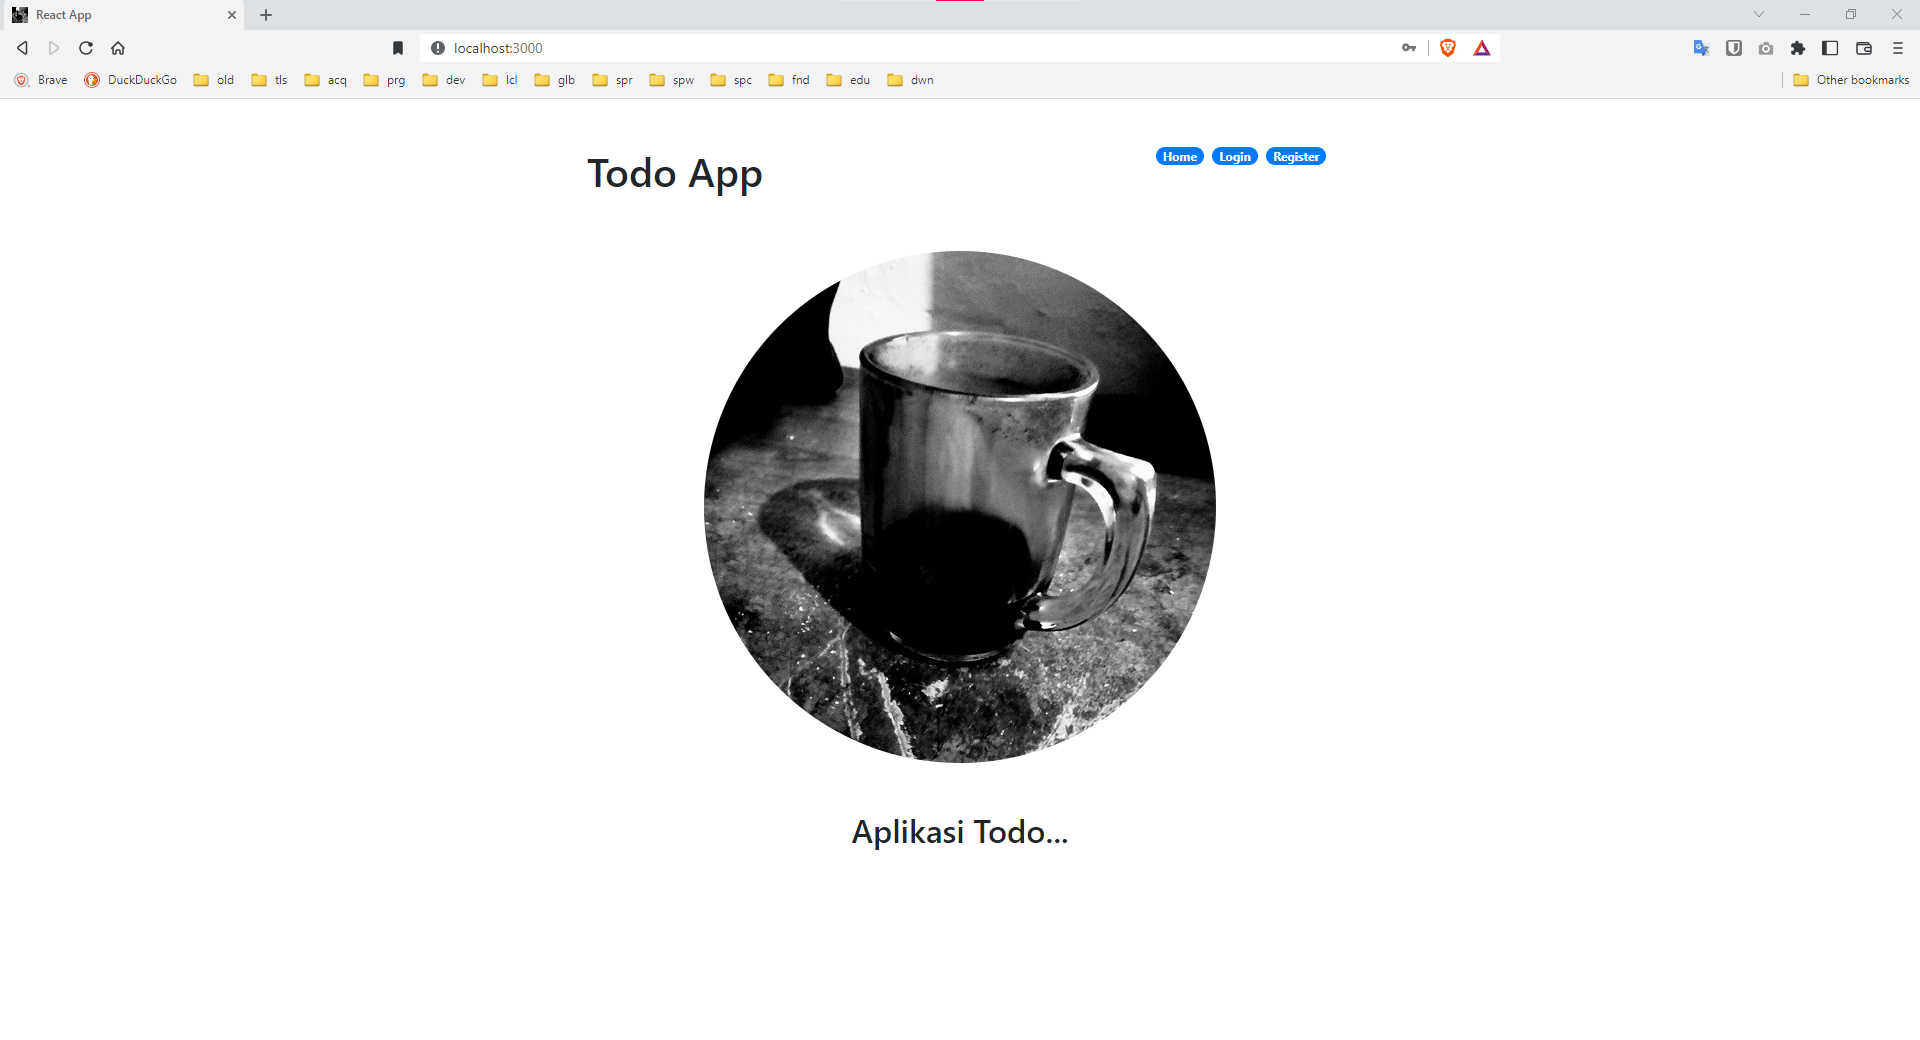 React App
localhost:3000
Brave DuckDuckGo old tls acq prg dev lcl glb spr spw spc fnd edu dwn Other bookmarks
Todo App
Home Login Register
Aplikasi Todo...